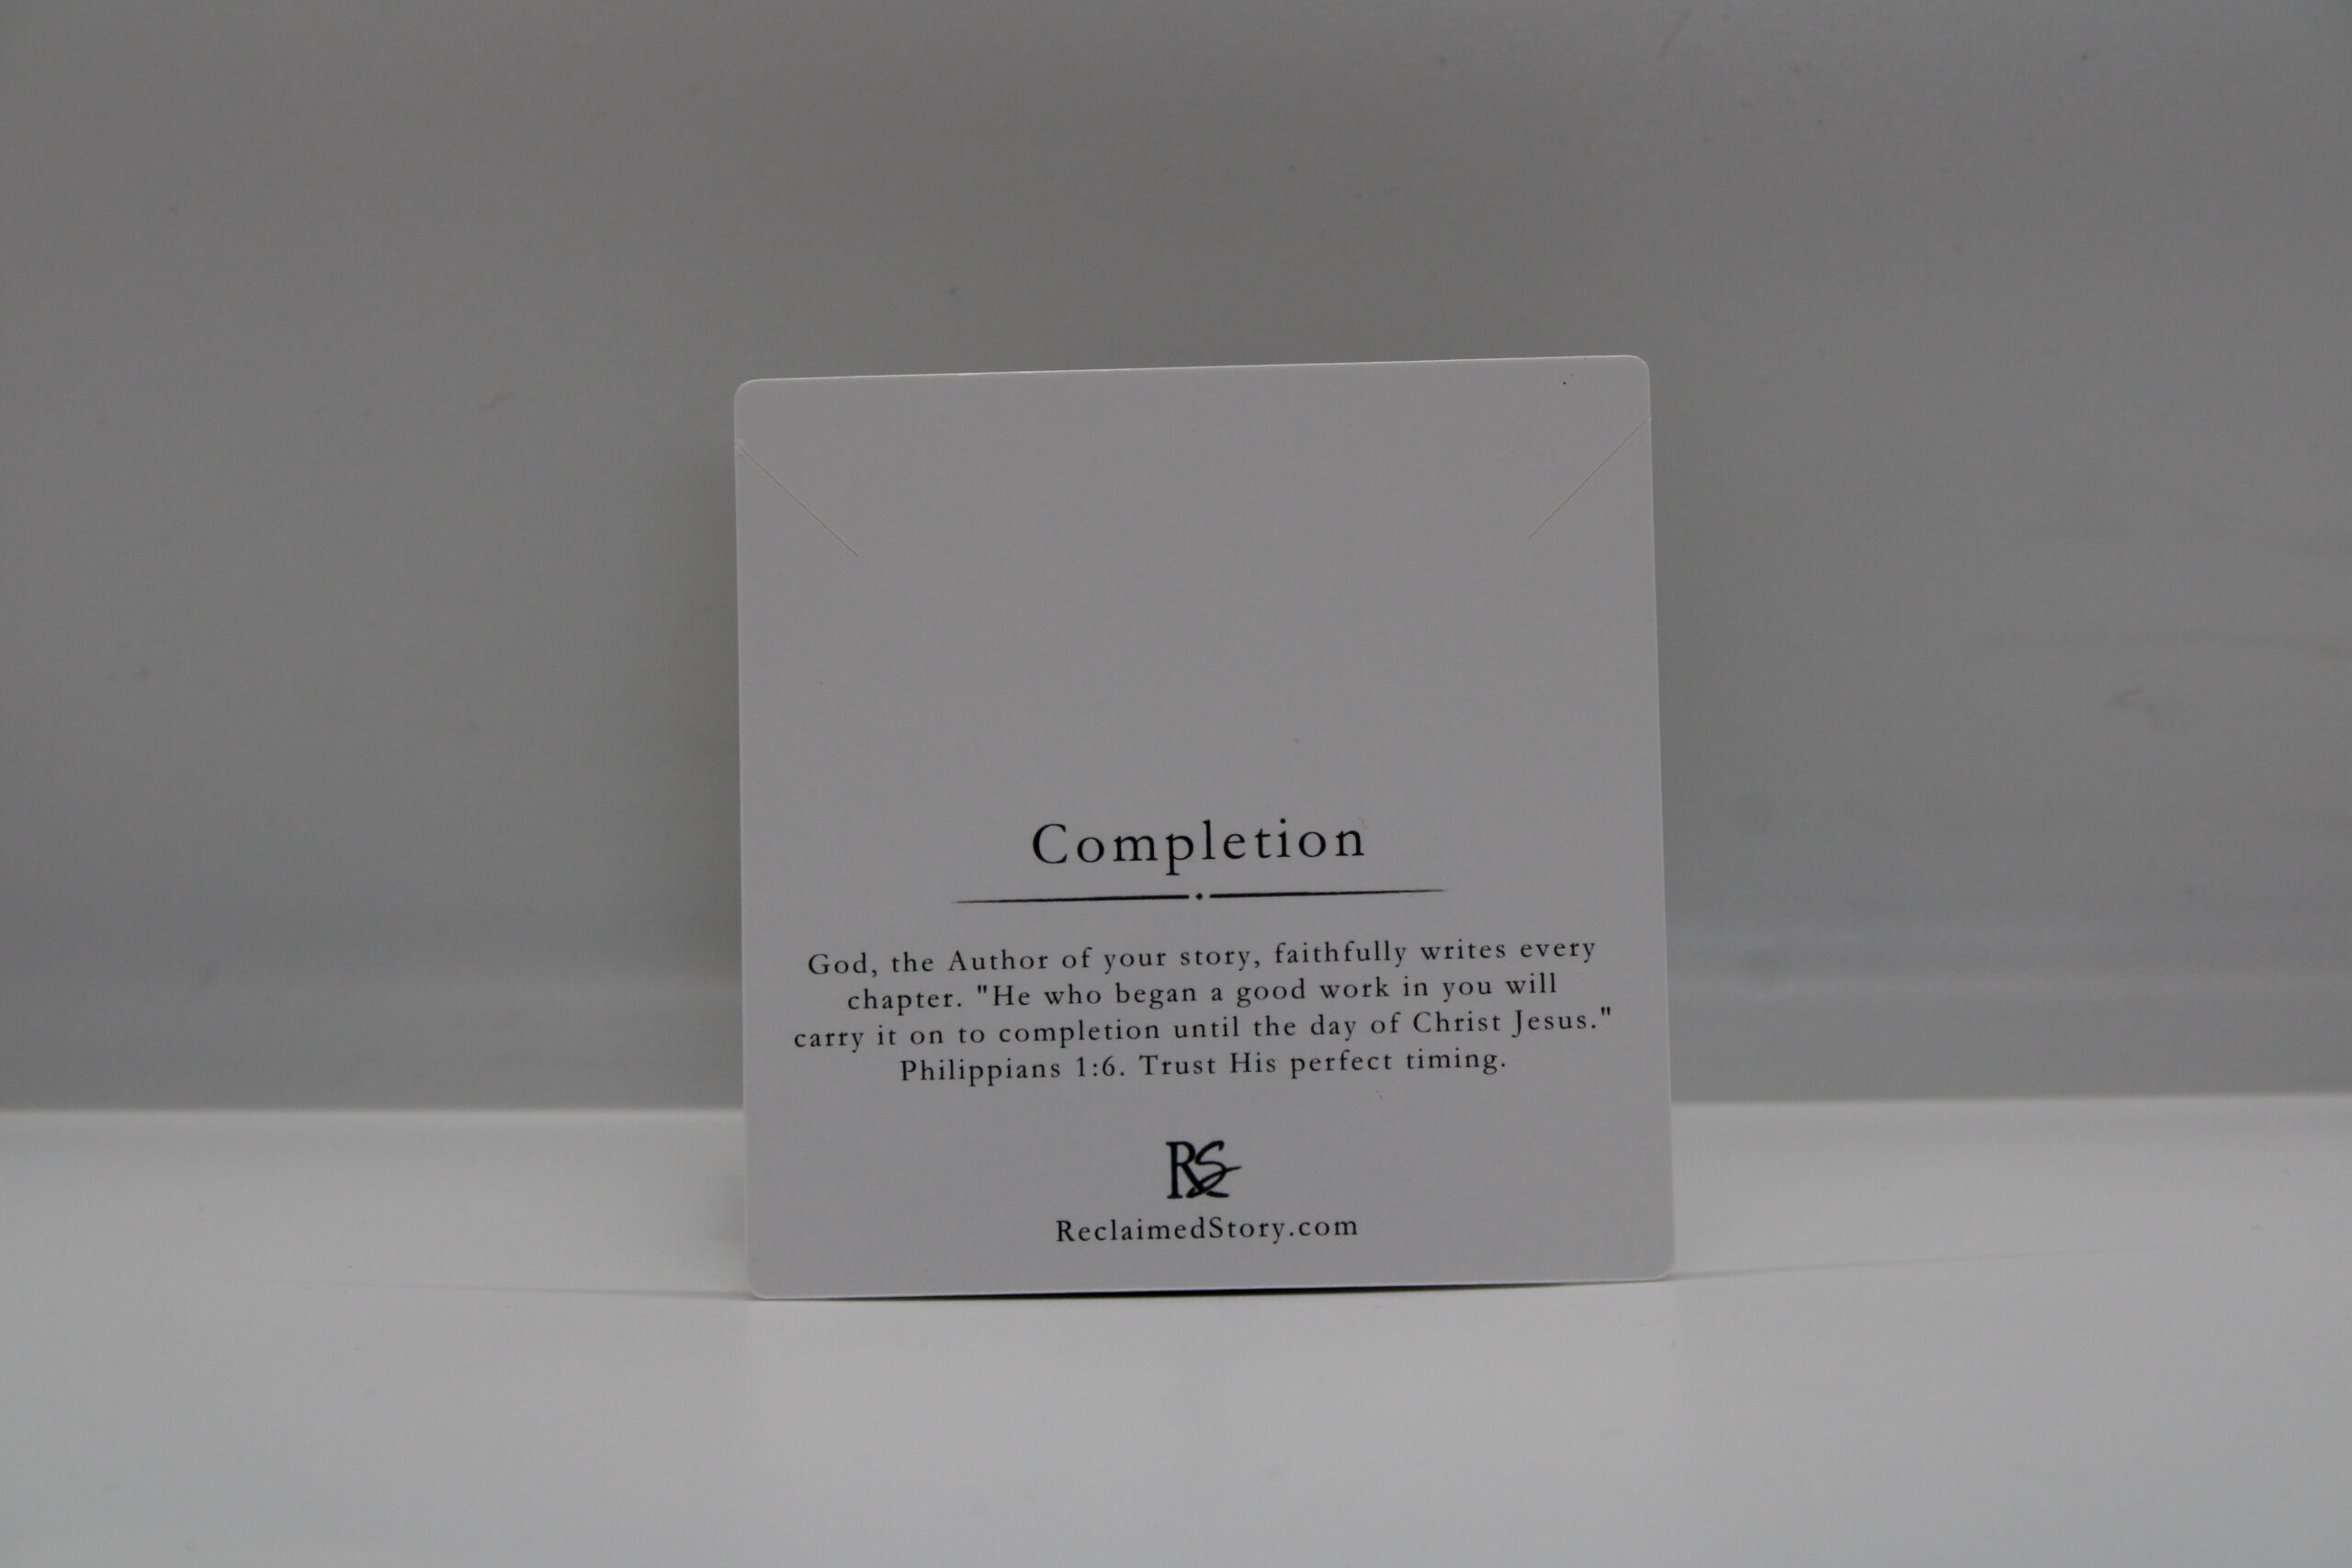 Completion
God, the Author of your story, faithfully writes every
chapter. "He who began a good work in you will
carry it on to completion until the day of Christ Jesus."
Philippians 1:6. Trust His perfect timing.
RS
ReclaimedStory.com